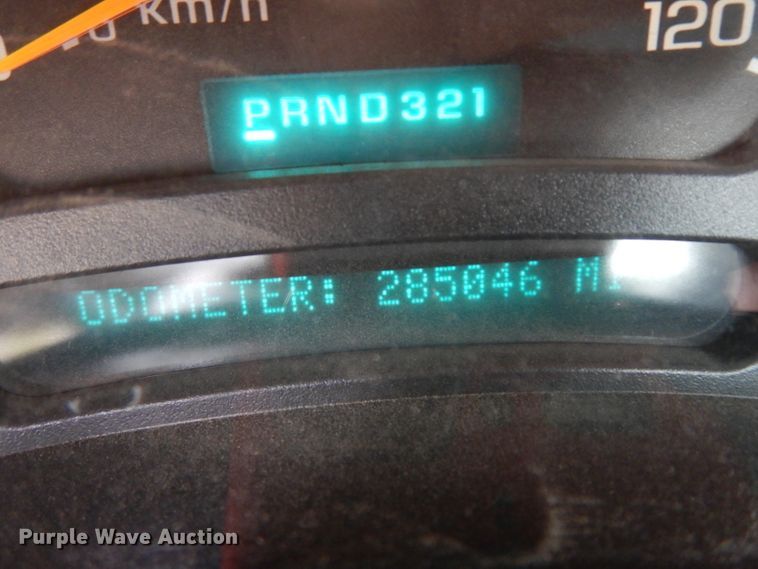 km/h
120
PRND321
ODOMETER: 285046 MI
Purple Wave Auction®